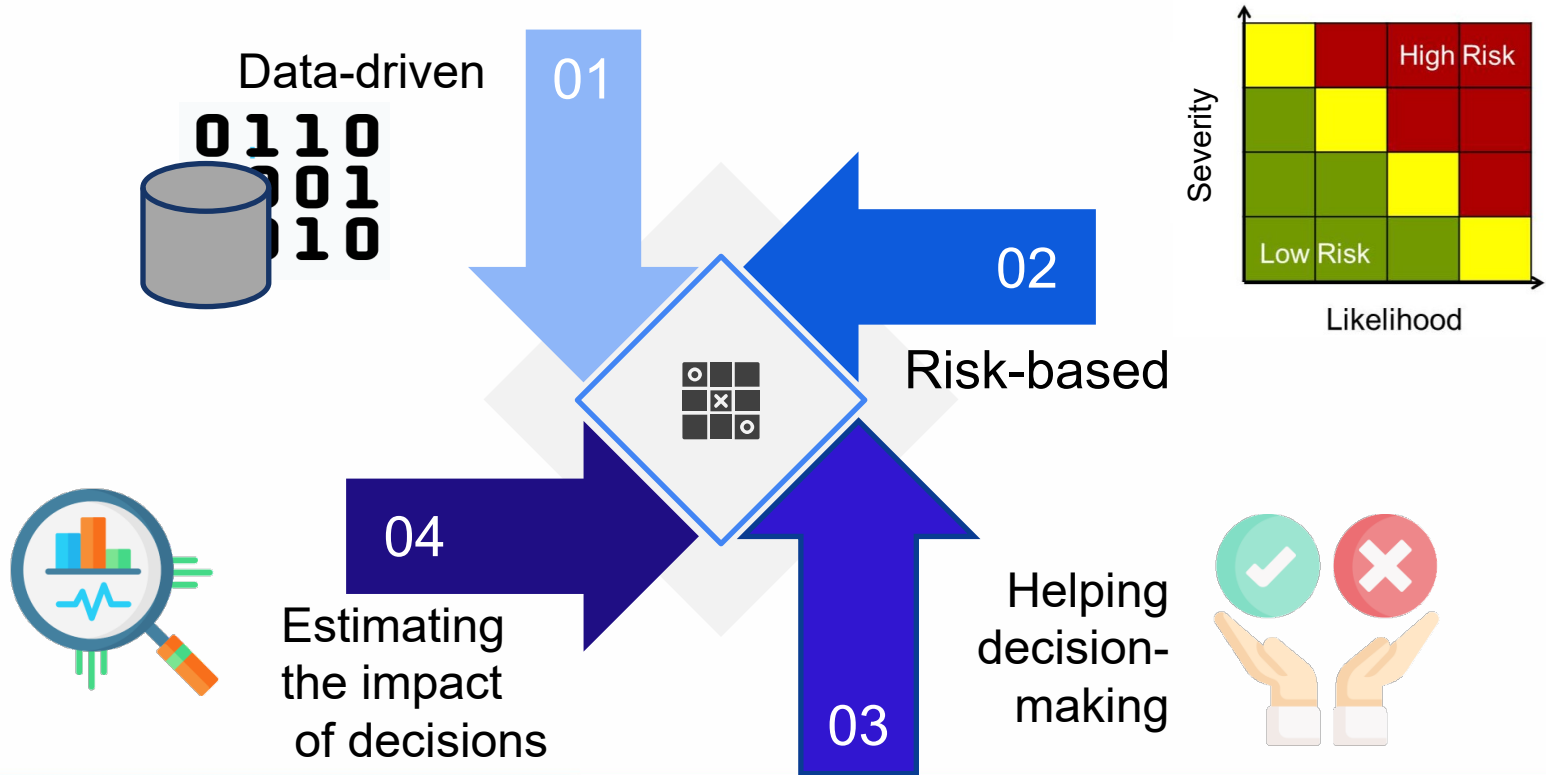 Data-driven
0110
001
010
01
02
Risk-based
High Risk
Low Risk
Severity
Likelihood
03
Helping
decision-
making
04
Estimating
the impact
of decisions